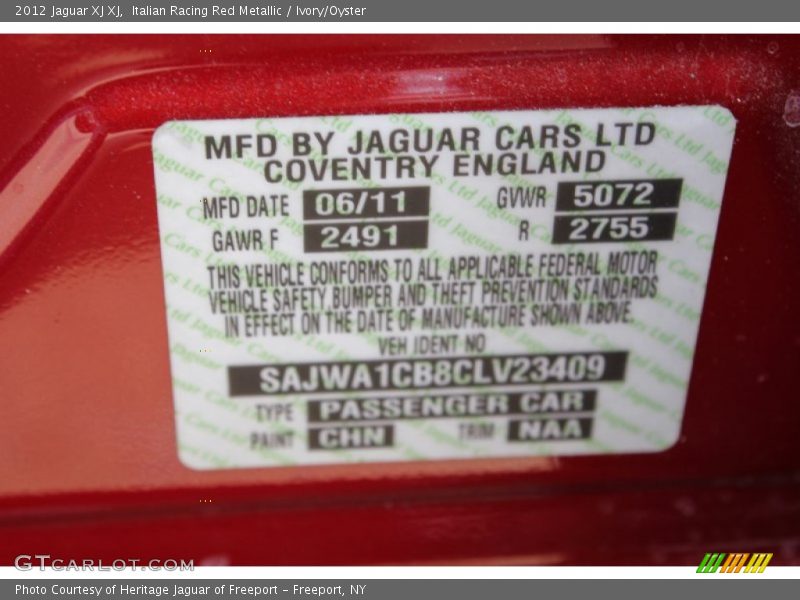 2012 Jaguar XJ XJ, Italian Racing Red Metallic / Ivory/Oyster
MFD BY JAGUAR CARS LTD
COVENTRY ENGLAND
MFD DATE 06/11 GVWR 5072
GAWR F 2491 R 2755
THIS VEHICLE CONFORMS TO ALL APPLICABLE FEDERAL MOTOR
VEHICLE SAFETY, BUMPER AND THEFT PREVENTION STANDARDS
IN EFFECT ON THE DATE OF MANUFACTURE SHOWN ABOVE.
VEH IDENT NO
SAJWA1CB8CLV23409
TYPE PASSENGER CAR
PAINT CHN TRIM NAA
GTCARLOT.COM
Photo Courtesy of Heritage Jaguar of Freeport - Freeport, NY